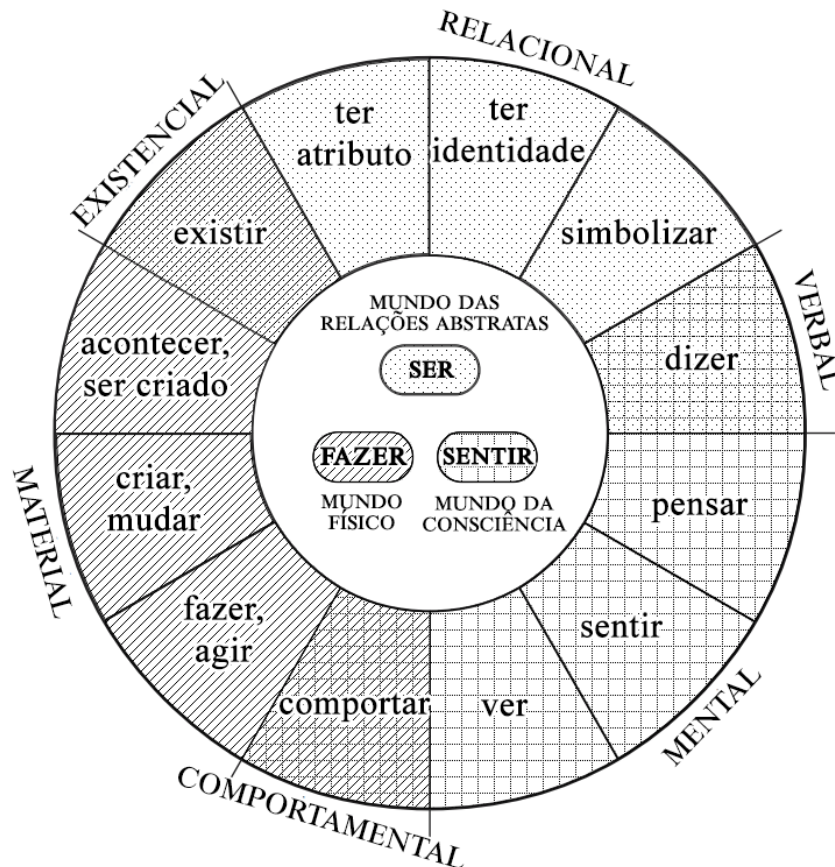 RELACIONAL
EXISTENCIAL
ter
atributo
ter
identidade
existir
simbolizar
VERBAL
MUNDO DAS
RELAÇÕES ABSTRATAS
SER
acontecer,
ser criado
dizer
FAZER
SENTIR
MUNDO
FÍSICO
MUNDO DA
CONSCIÊNCIA
criar,
mudar
pensar
MATERIAL
fazer,
agir
sentir
comportar
ver
MENTAL
COMPORTAMENTAL